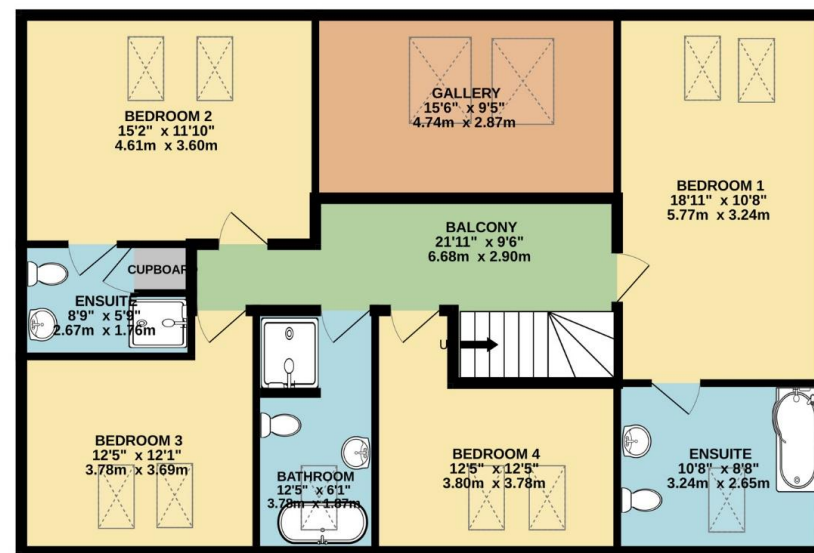 BEDROOM 2
15'2" x 11'10"
4.61m x 3.60m
GALLERY
15'6" x 9'5"
4.74m x 2.87m
BEDROOM 1
18'11" x 10'8"
5.77m x 3.24m
BALCONY
21'11" x 9'6"
6.68m x 2.90m
CUPBOARD
ENSUITE
8'9" x 5'9"
2.67m x 1.76m
BEDROOM 3
12'5" x 12'1"
3.78m x 3.69m
BATHROOM
12'5" x 6'1"
3.78m x 1.87m
BEDROOM 4
12'5" x 12'5"
3.80m x 3.78m
ENSUITE
10'8" x 8'8"
3.24m x 2.65m